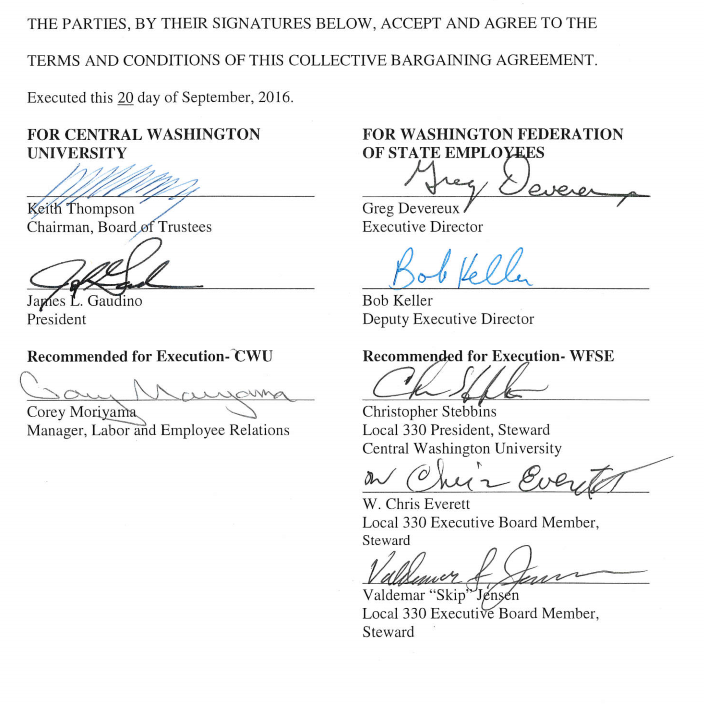 THE PARTIES, BY THEIR SIGNATURES BELOW, ACCEPT AND AGREE TO THE
TERMS AND CONDITIONS OF THIS COLLECTIVE BARGAINING AGREEMENT.
Executed this 20 day of September, 2016.
FOR CENTRAL WASHINGTON
UNIVERSITY
Keith Thompson
Chairman, Board of Trustees
James L. Gaudino
President
Recommended for Execution- CWU
Corey Moriyama
Corey Moriyama
Manager, Labor and Employee Relations
FOR WASHINGTON FEDERATION
OF STATE EMPLOYEES
Greg Devereux
Greg Devereux
Executive Director
Bob Keller
Bob Keller
Deputy Executive Director
Recommended for Execution- WFSE
Christopher Stebbins
Local 330 President, Steward
Central Washington University
W Chris Everett
W. Chris Everett
Local 330 Executive Board Member,
Steward
Valdemar S. Jensen
Valdemar “Skip” Jensen
Local 330 Executive Board Member,
Steward